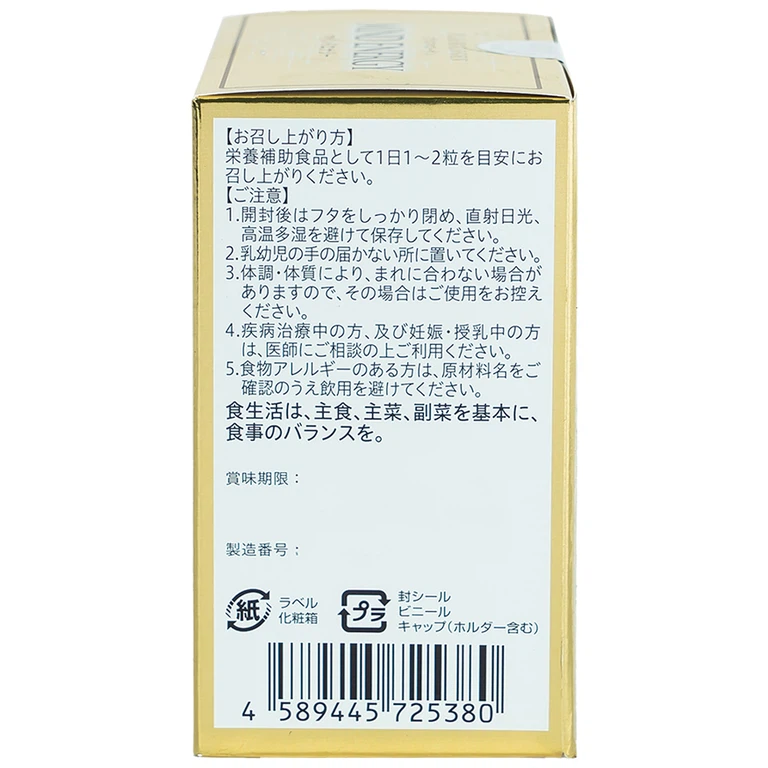 【お召し上がり方】
栄養補助食品として1日1～2粒を目安にお
召し上がりください。
【ご注意】
1.開封後はフタをしっかり閉め、直射日光、
高温多湿を避けて保存してください。
2.乳幼児の手の届かない所に置いてください。
3.体調・体質により、まれに合わない場合が
ありますので、その場合はご使用をお控え
ください。
4.疾病治療中の方、及び妊娠・授乳中の方
は、医師にご相談の上ご利用ください。
5.食物アレルギーのある方は、原材料名をご
確認のうえ飲用を避けてください。
食生活は、主食、主菜、副菜を基本に、
食事のバランスを。
賞味期限：
製造番号；
紙
ラベル
化粧箱
プラ
封シール
ビニール
キャップ（ホルダー含む）
4 589445 725380